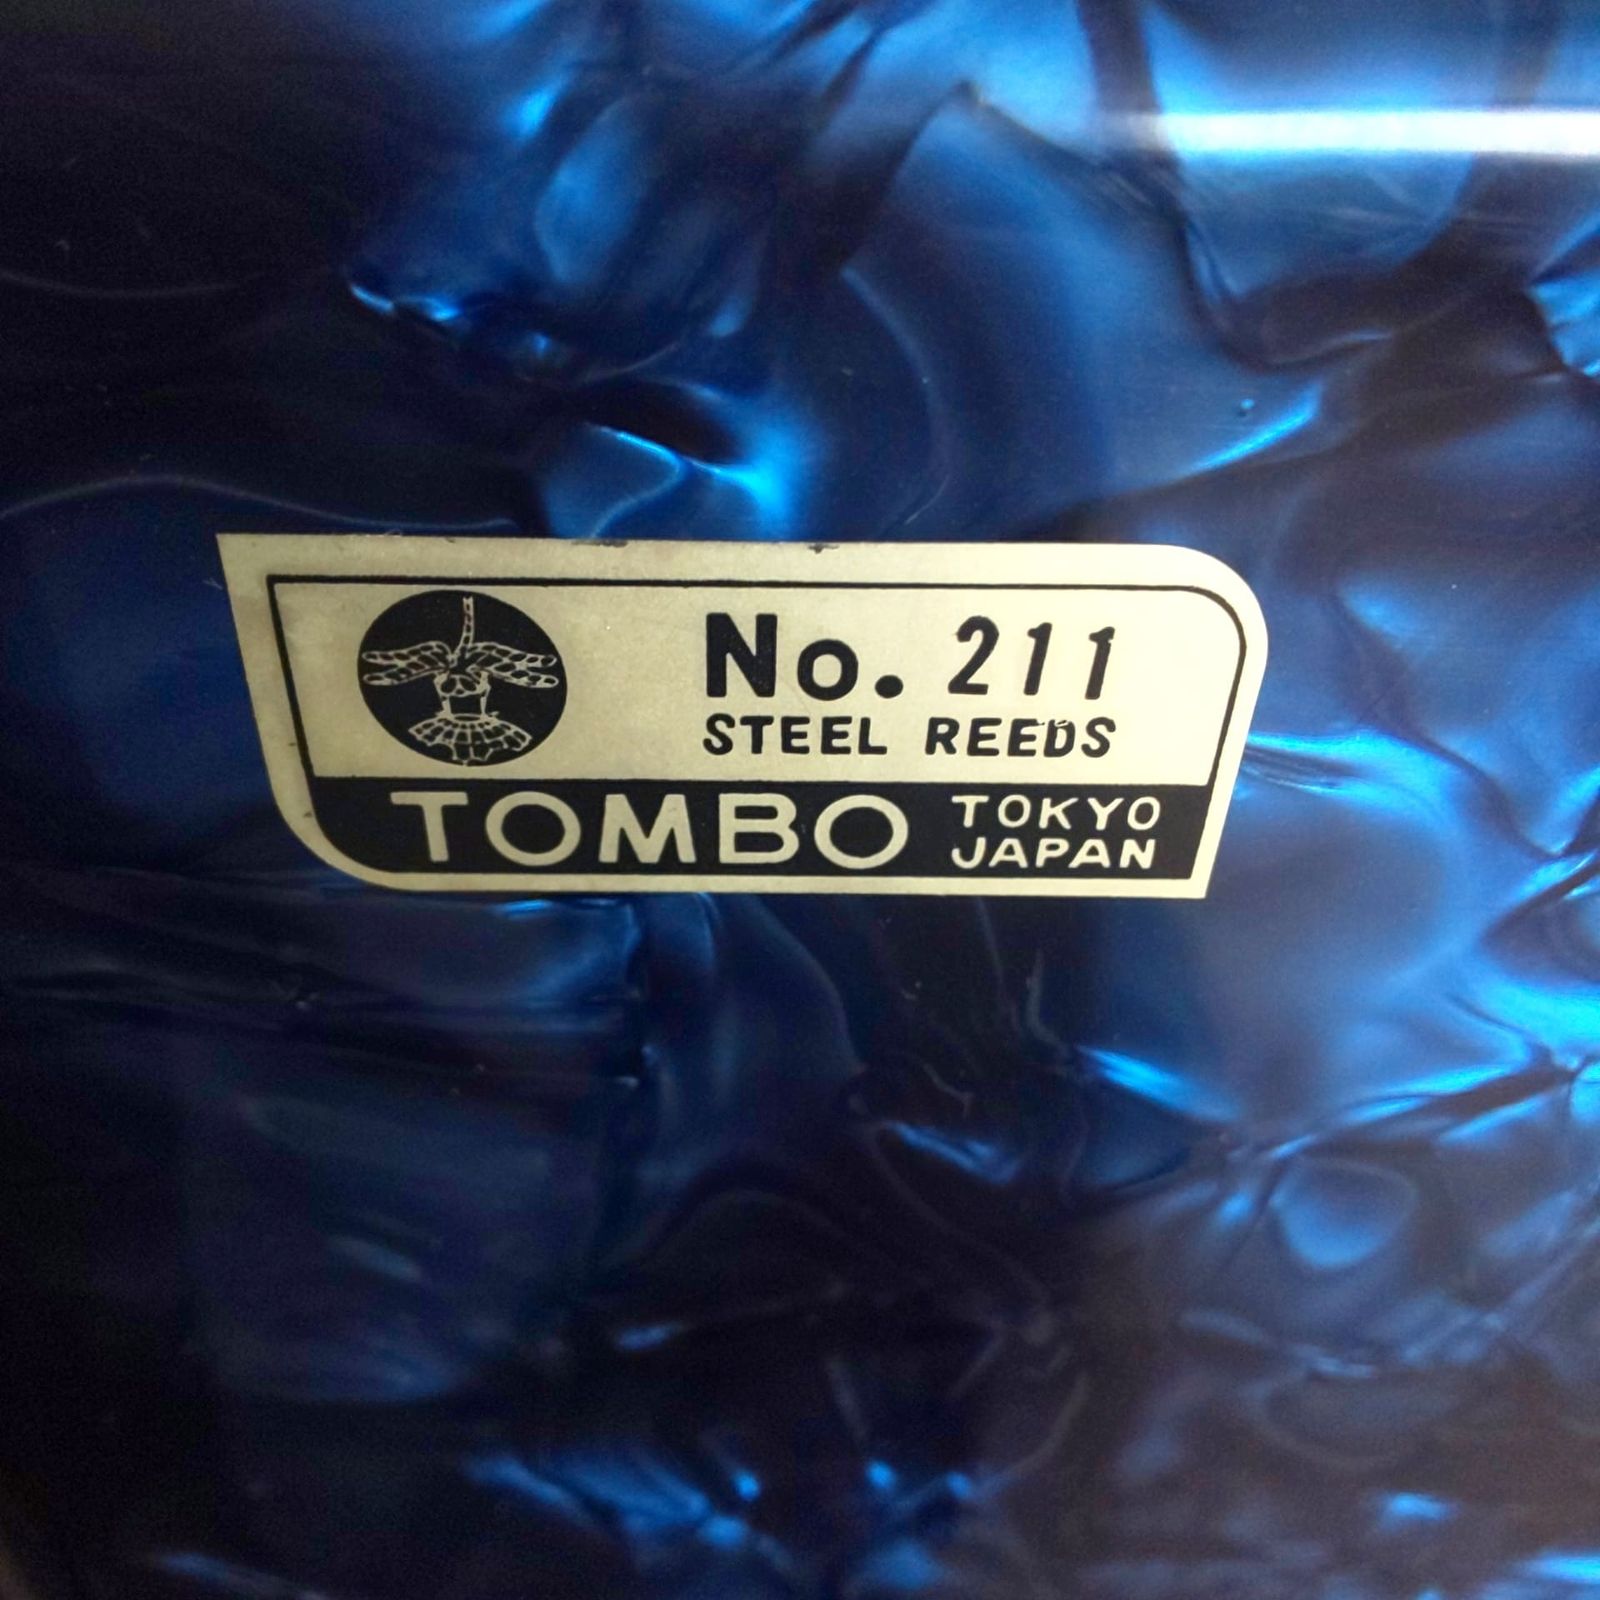 No. 211
STEEL REEDS
TOMBO
TOKYO
JAPAN